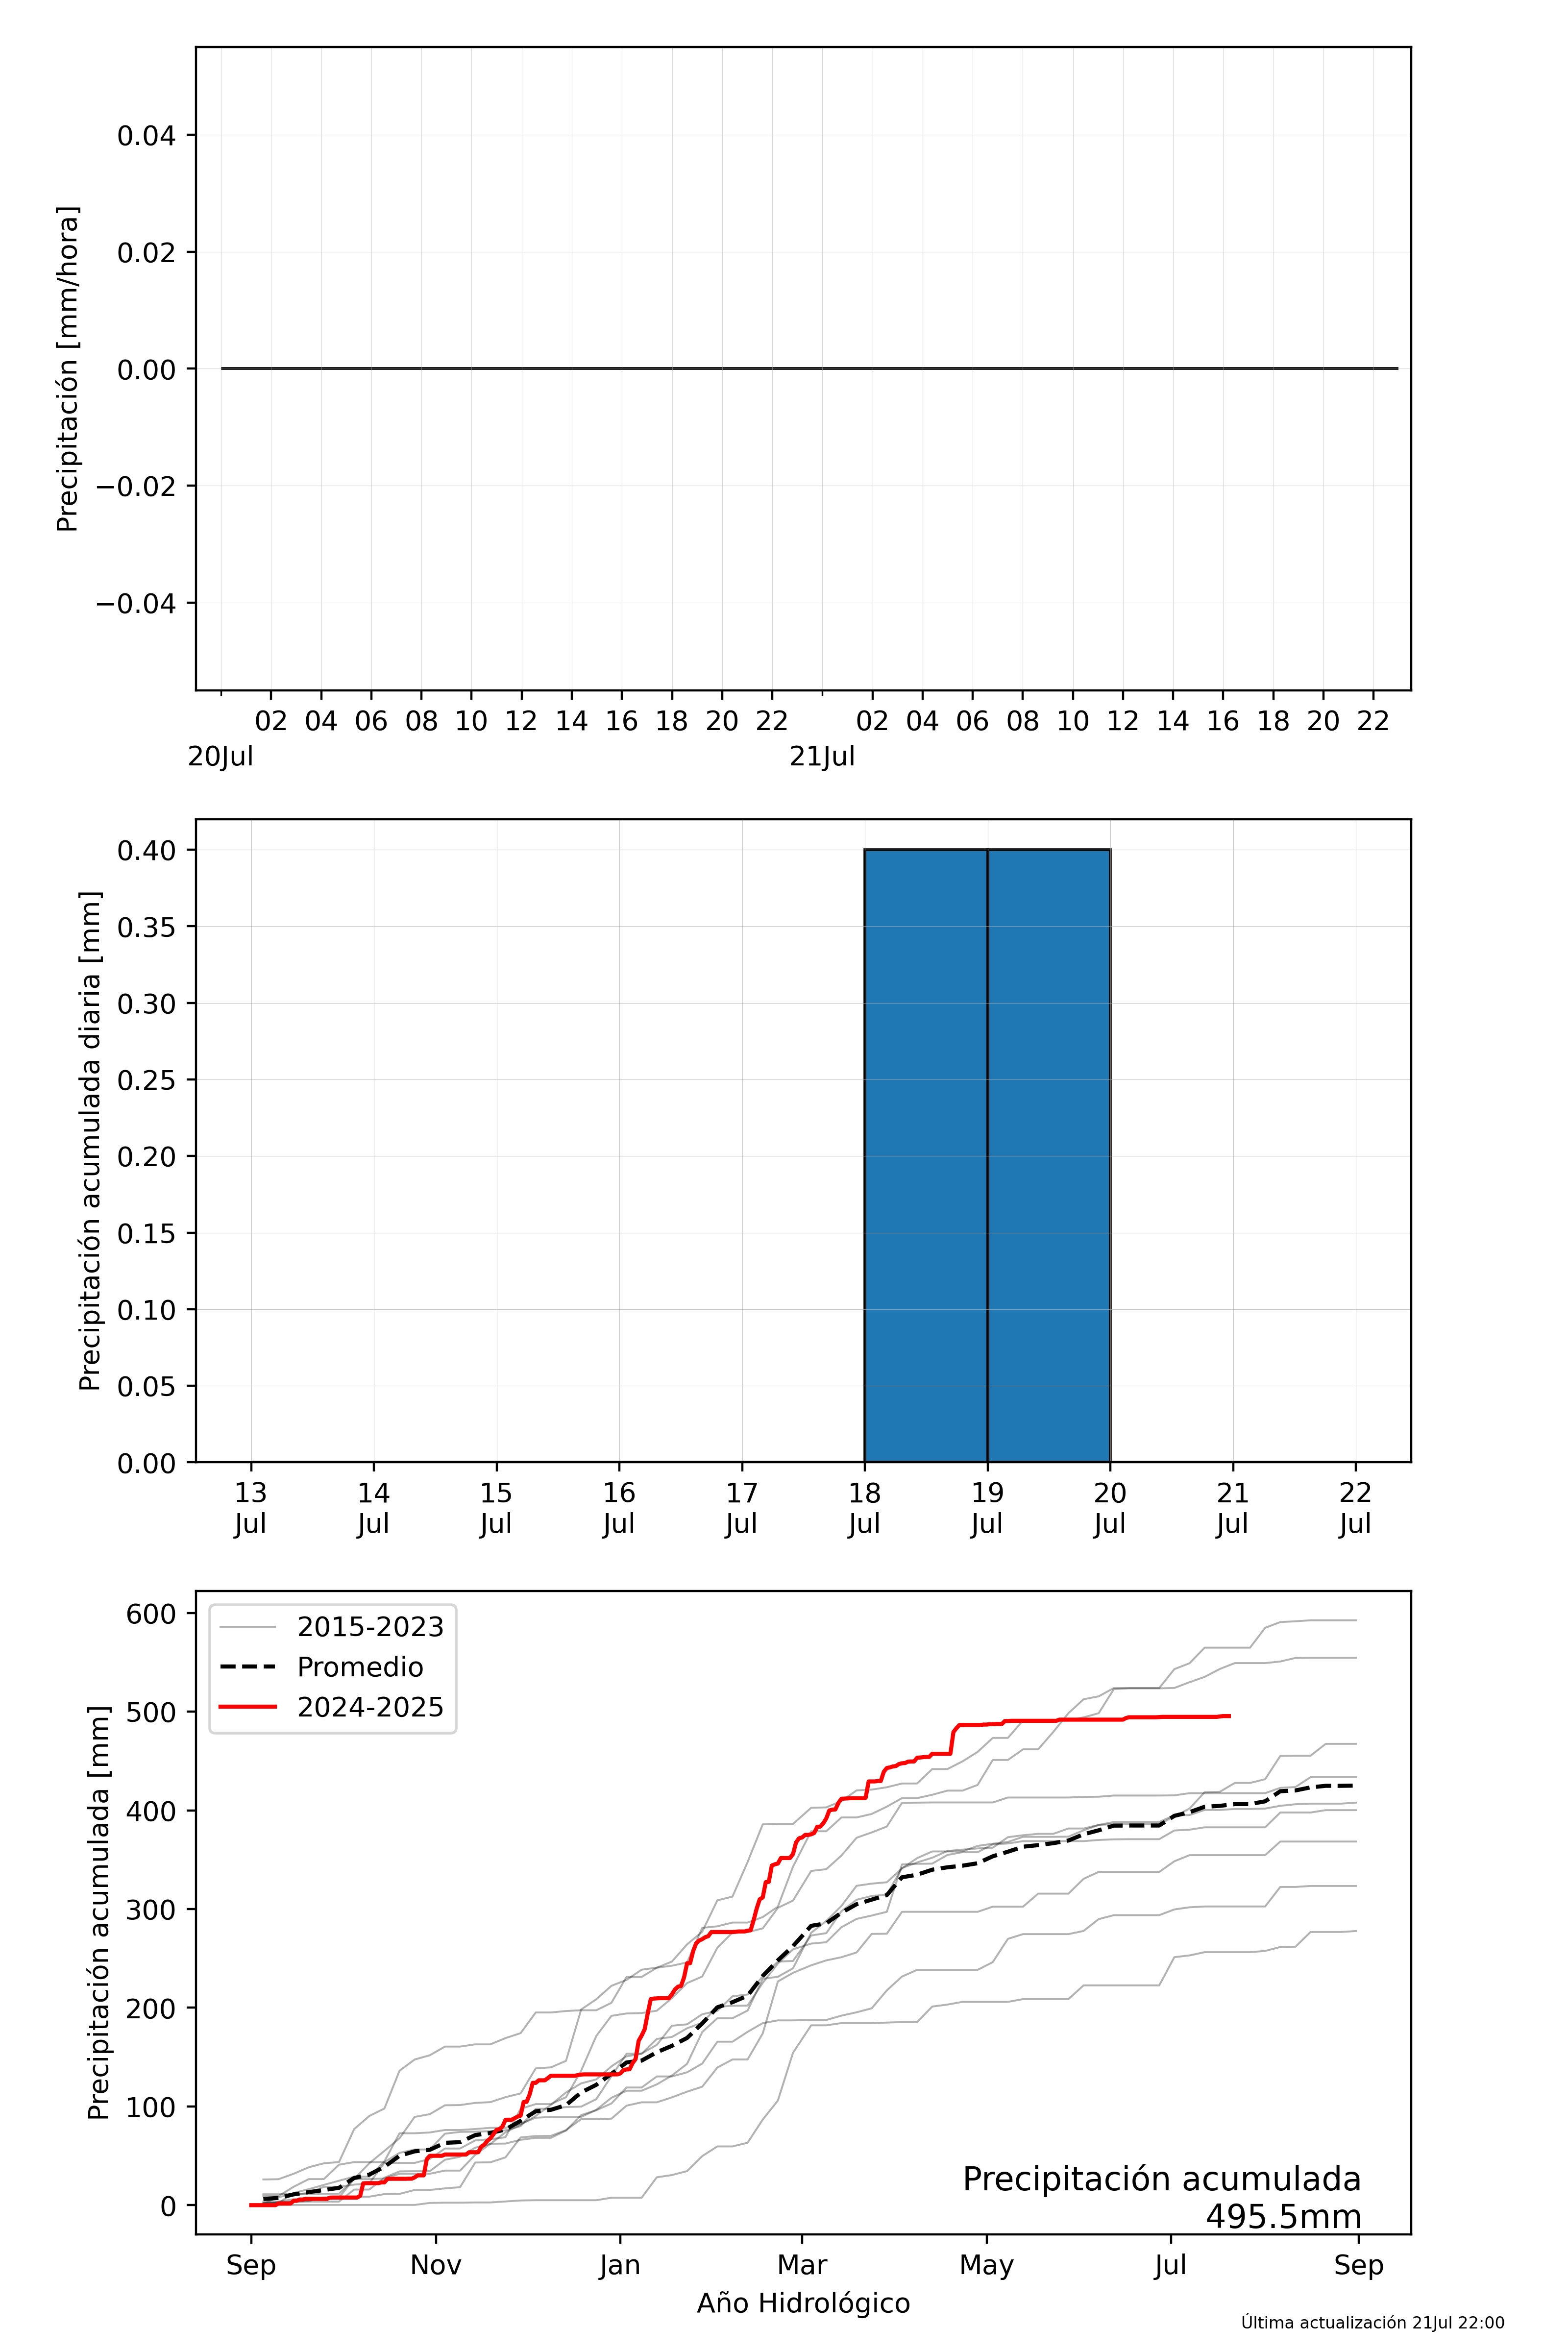 Precipitación [mm/hora]
0.04
0.02
0.00
−0.02
−0.04
02 04 06 08 10 12 14 16 18 20 22 02 04 06 08 10 12 14 16 18 20 22
20Jul 21Jul
Precipitación acumulada diaria [mm]
0.40
0.35
0.30
0.25
0.20
0.15
0.10
0.05
0.00
13 14 15 16 17 18 19 20 21 22
Jul Jul Jul Jul Jul Jul Jul Jul Jul Jul
Precipitación acumulada [mm]
600
500
400
300
200
100
0
2015-2023
Promedio
2024-2025
Precipitación acumulada
495.5mm
Sep Nov Jan Mar May Jul Sep
Año Hidrológico
Última actualización 21Jul 22:00